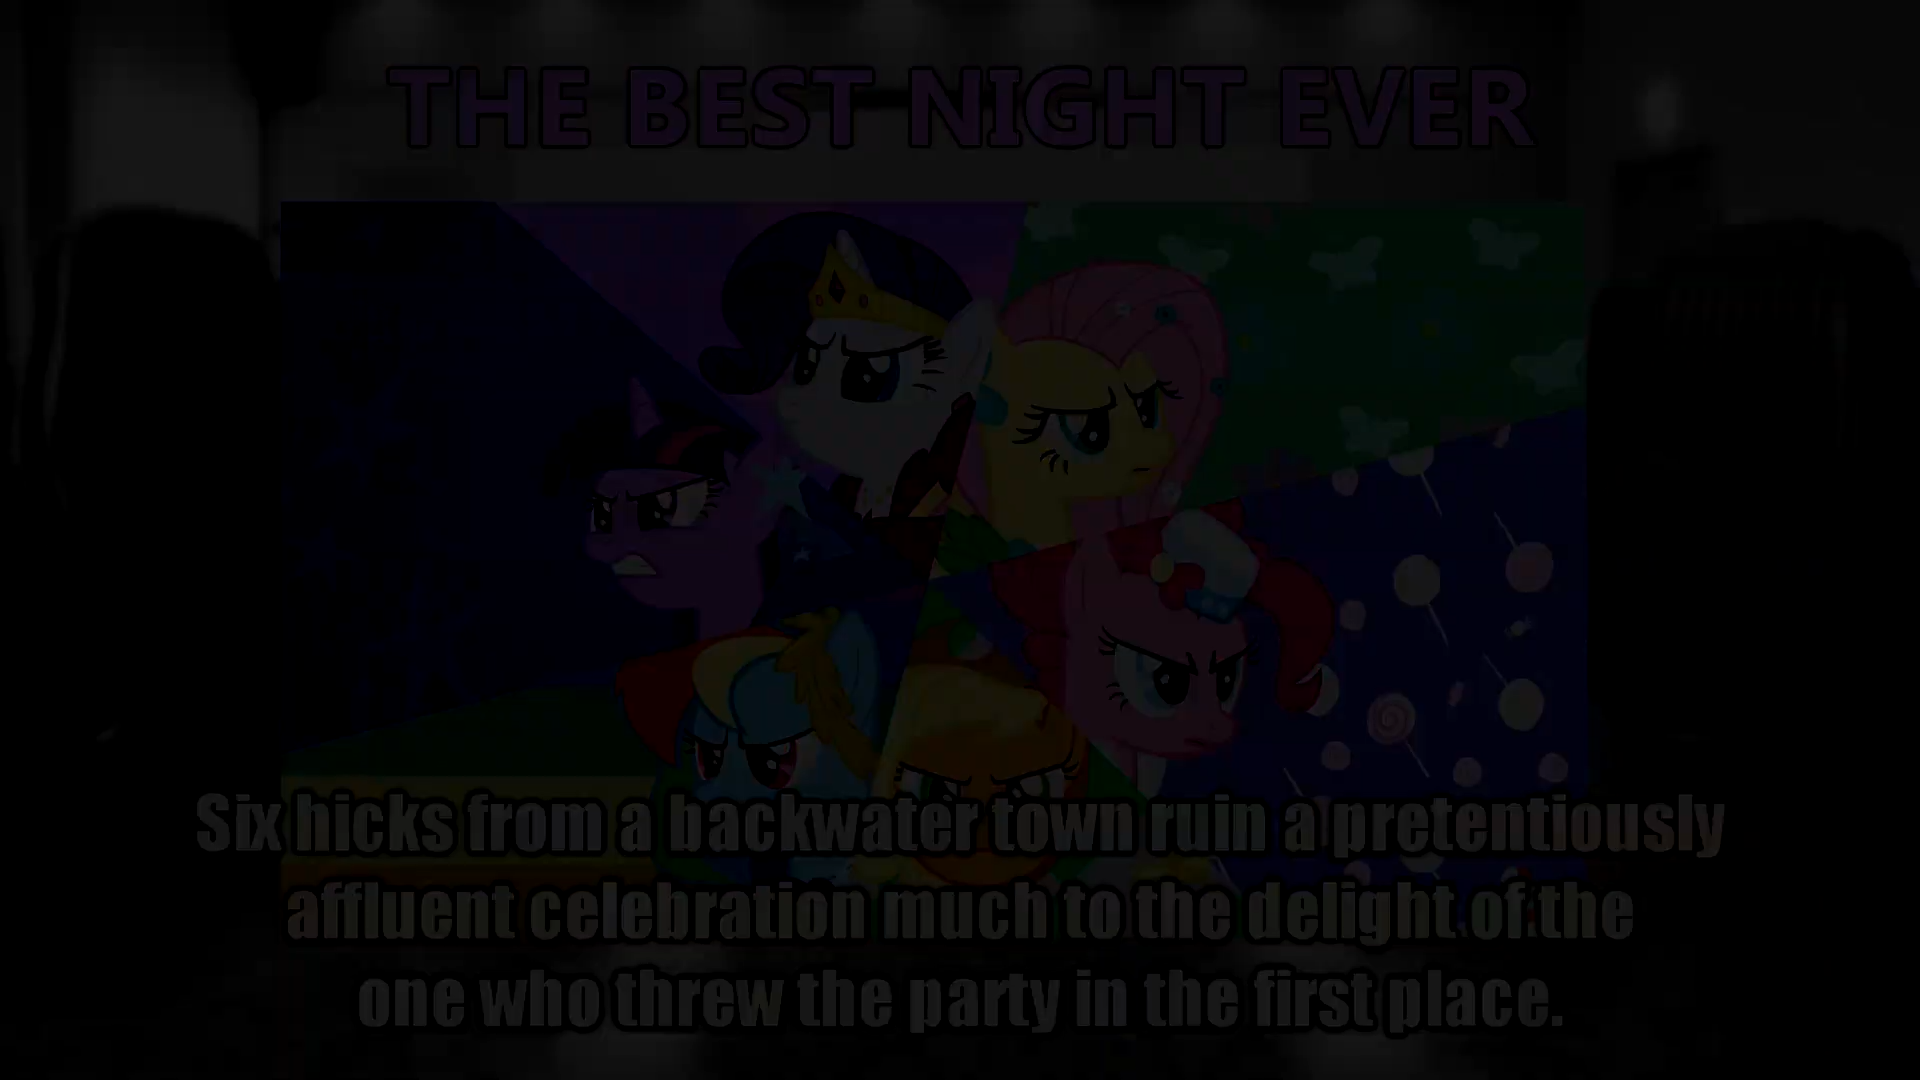 THE BEST NIGHT EVER
Six hicks from a backwater town ruin a pretentiously
affluent celebration much to the delight of the
one who threw the party in the first place.